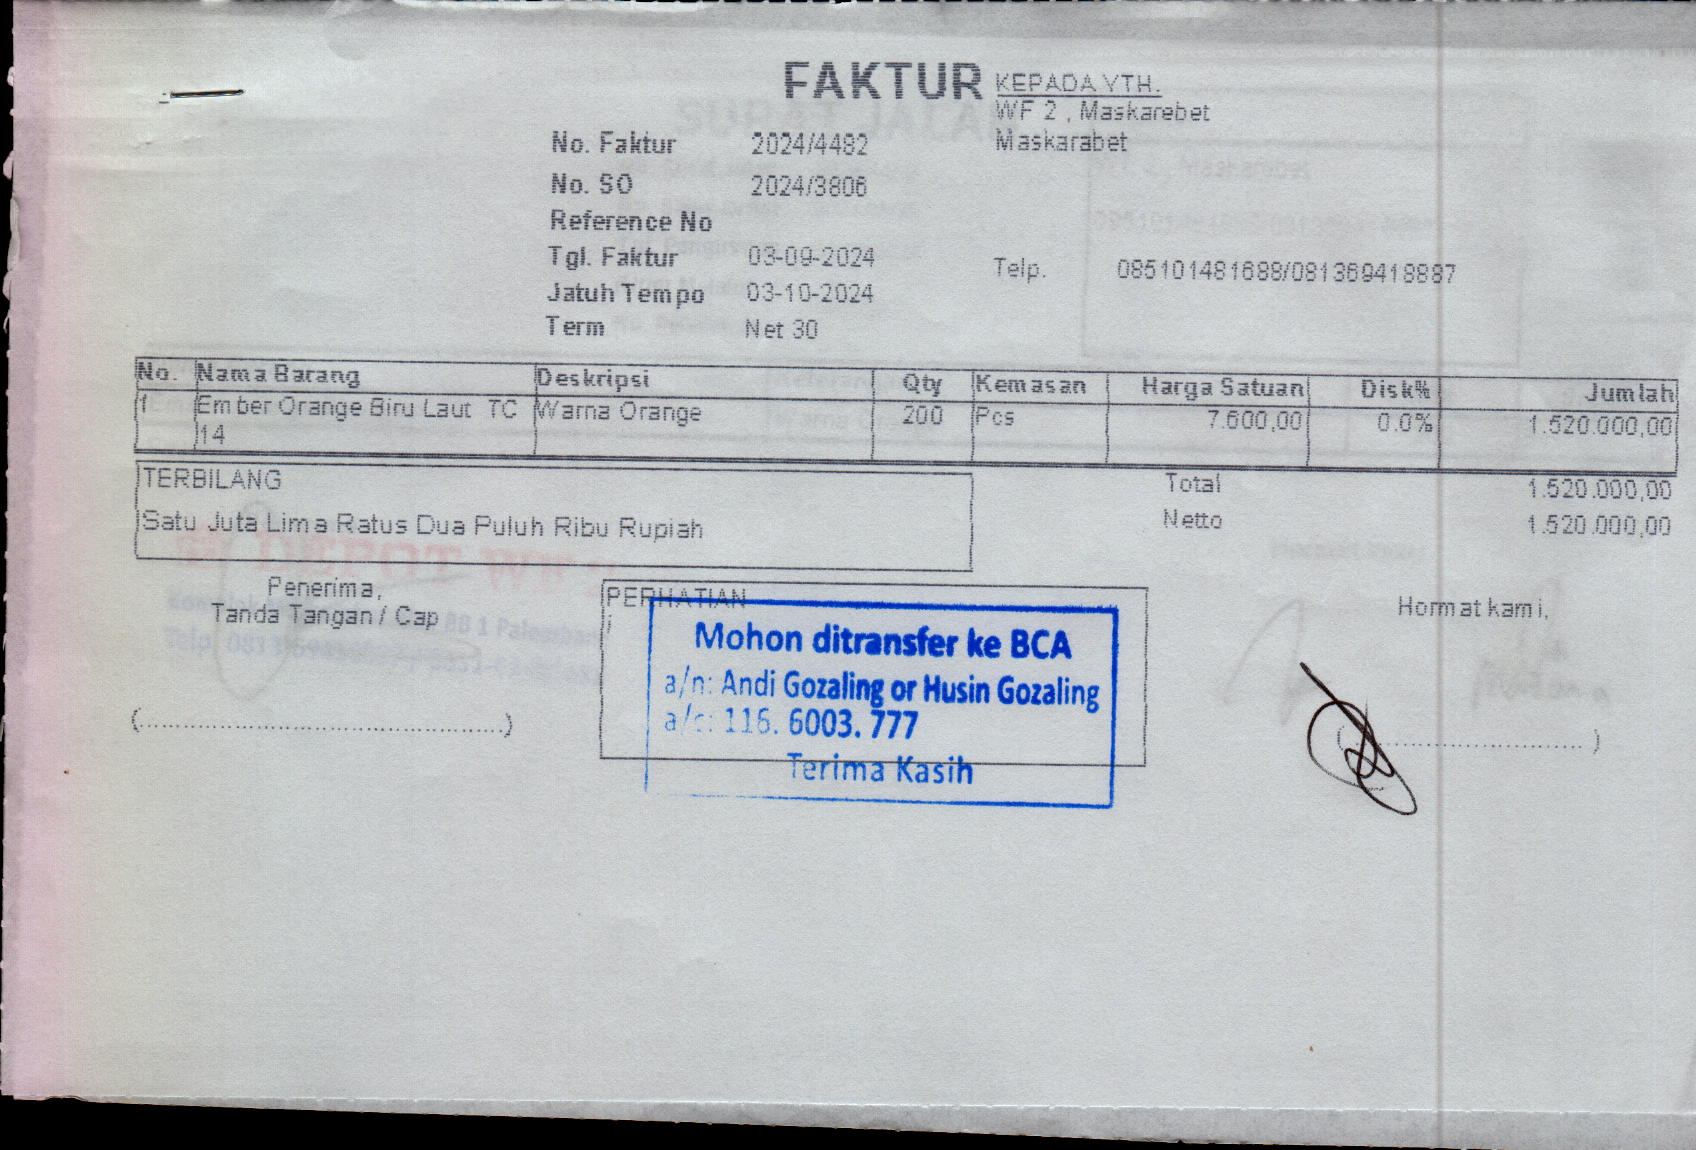 FAKTUR
KEPADA YTH.
WF 2 , Maskarebet
Maskarabet
No. Faktur 2024/4482
No. SO 2024/3806
Reference No
Tgl. Faktur 03-09-2024
Telp. 085101481688/081369418887
Jatuh Tempo 03-10-2024
Term Net 30
No. Nama Barang Deskripsi Qty Kemasan Harga Satuan Disk% Jumlah
1 Ember Orange Biru Laut TC Warna Orange 200 Pcs 7.600,00 0.0% 1.520.000,00
14
TERBILANG
Total 1.520.000,00
Satu Juta Lima Ratus Dua Puluh Ribu Rupiah
Netto 1.520.000,00
Penerima,
Tanda Tangan / Cap
PERHATIAN
Hormat kami,
Mohon ditransfer ke BCA
a/n: Andi Gozaling or Husin Gozaling
a/c: 116. 6003. 777
Terima Kasih
(............................................)
(............................)